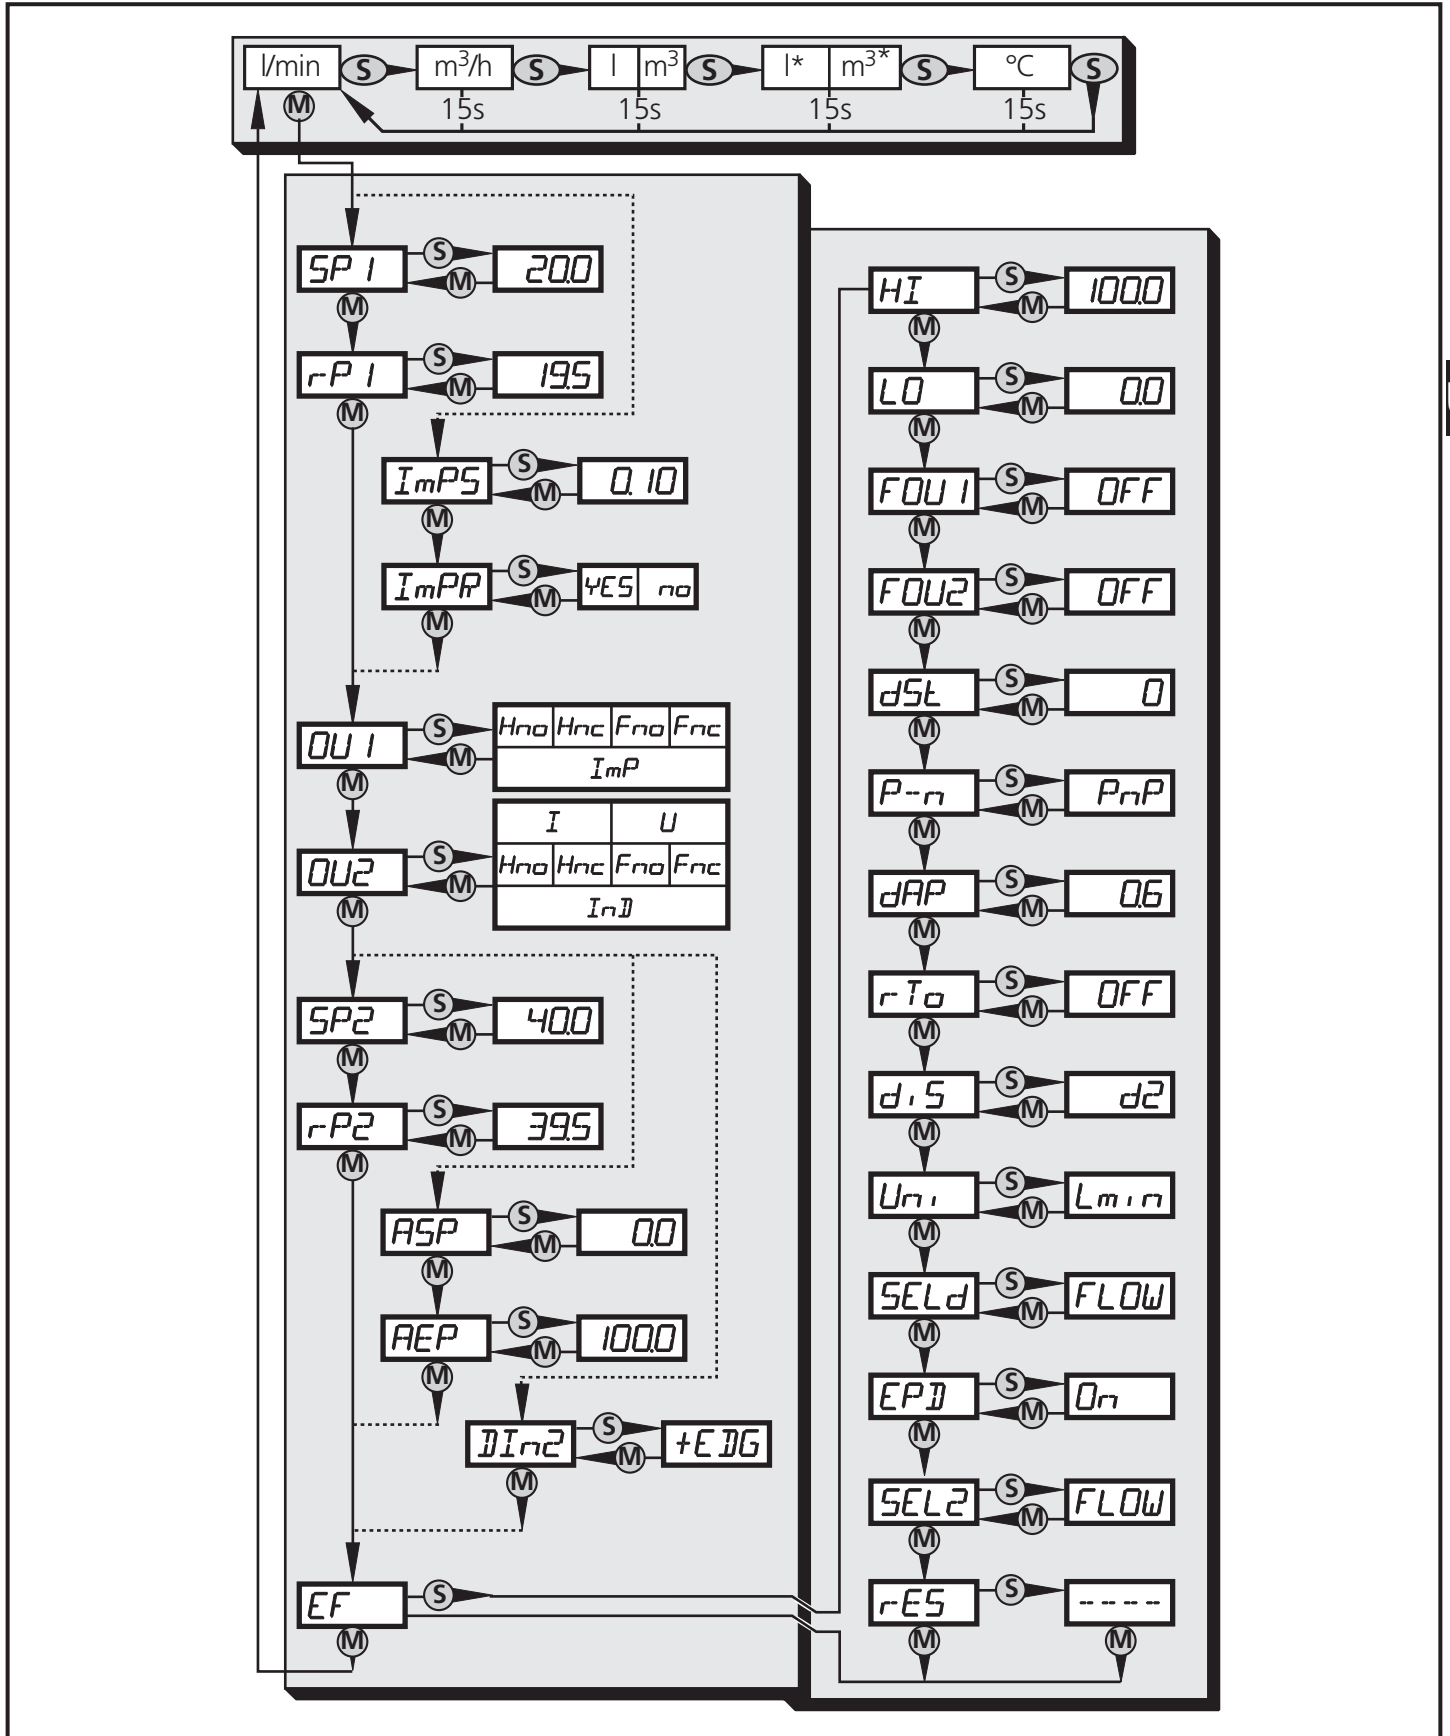 l/min S m³/h S l m³ S l* m³* S °C S
M 15s 15s 15s 15s
SP1 S 20.0
M
M
rP1 S 19.5
M
M
ImPS S 0.10
M
M
ImPR S YES no
M
M
OU1 S Hno Hnc Fno Fnc
M ImP
M
I U
OU2 S Hno Hnc Fno Fnc
M InD
M
SP2 S 40.0
M
M
rP2 S 39.5
M
M
ASP S 0.0
M
M
AEP S 100.0
M
M
DIn2 S +EDG
M
M
EF S
M
HI S 100.0
M
M
LO S 0.0
M
M
FOU1 S OFF
M
M
FOU2 S OFF
M
M
dSt S 0
M
M
P-n S PnP
M
M
dAP S 0.6
M
M
rTo S OFF
M
M
diS S d2
M
M
Uni S Lmin
M
M
SELd S FLOW
M
M
EPD S On
M
M
SEL2 S FLOW
M
M
rES S ----
M M